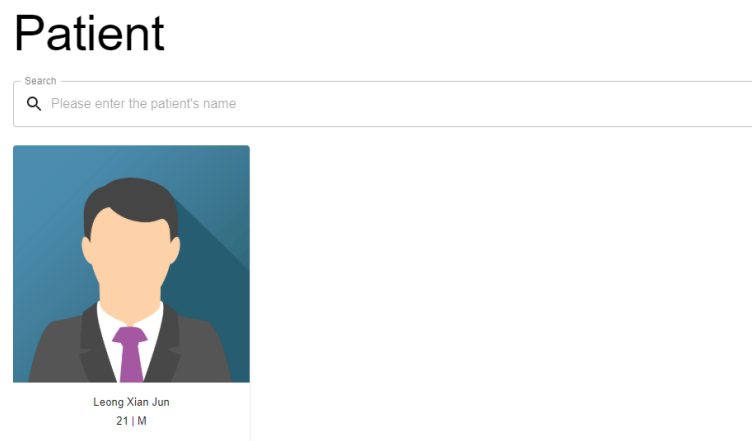 Patient
Search
Please enter the patient's name
Leong Xian Jun
21 | M